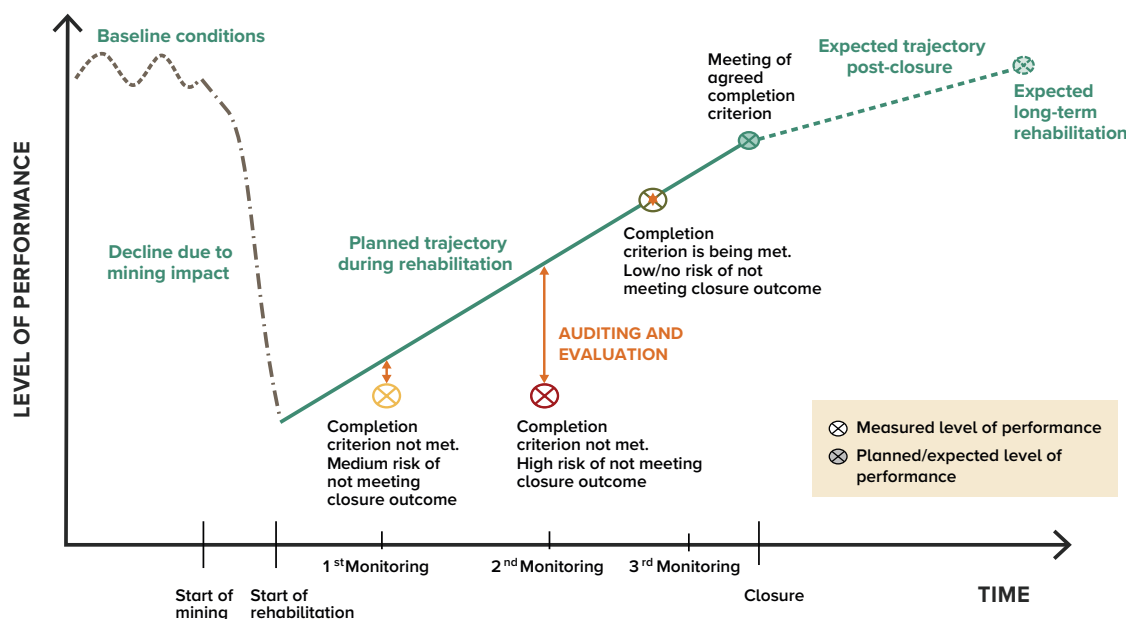 Baseline conditions
Decline due to
mining impact
Planned trajectory
during rehabilitation
Meeting of
agreed
completion
criterion
Expected trajectory
post-closure
Expected
long-term
rehabilitation
Completion
criterion is being met.
Low/no risk of not
meeting closure outcome
AUDITING AND
EVALUATION
Completion
criterion not met.
Medium risk of
not meeting
closure outcome
Completion
criterion not met.
High risk of not meeting
closure outcome
Measured level of performance
Planned/expected level of
performance
LEVEL OF PERFORMANCE
1st Monitoring
2nd Monitoring
3rd Monitoring
Start of
mining
Start of
rehabilitation
Closure
TIME